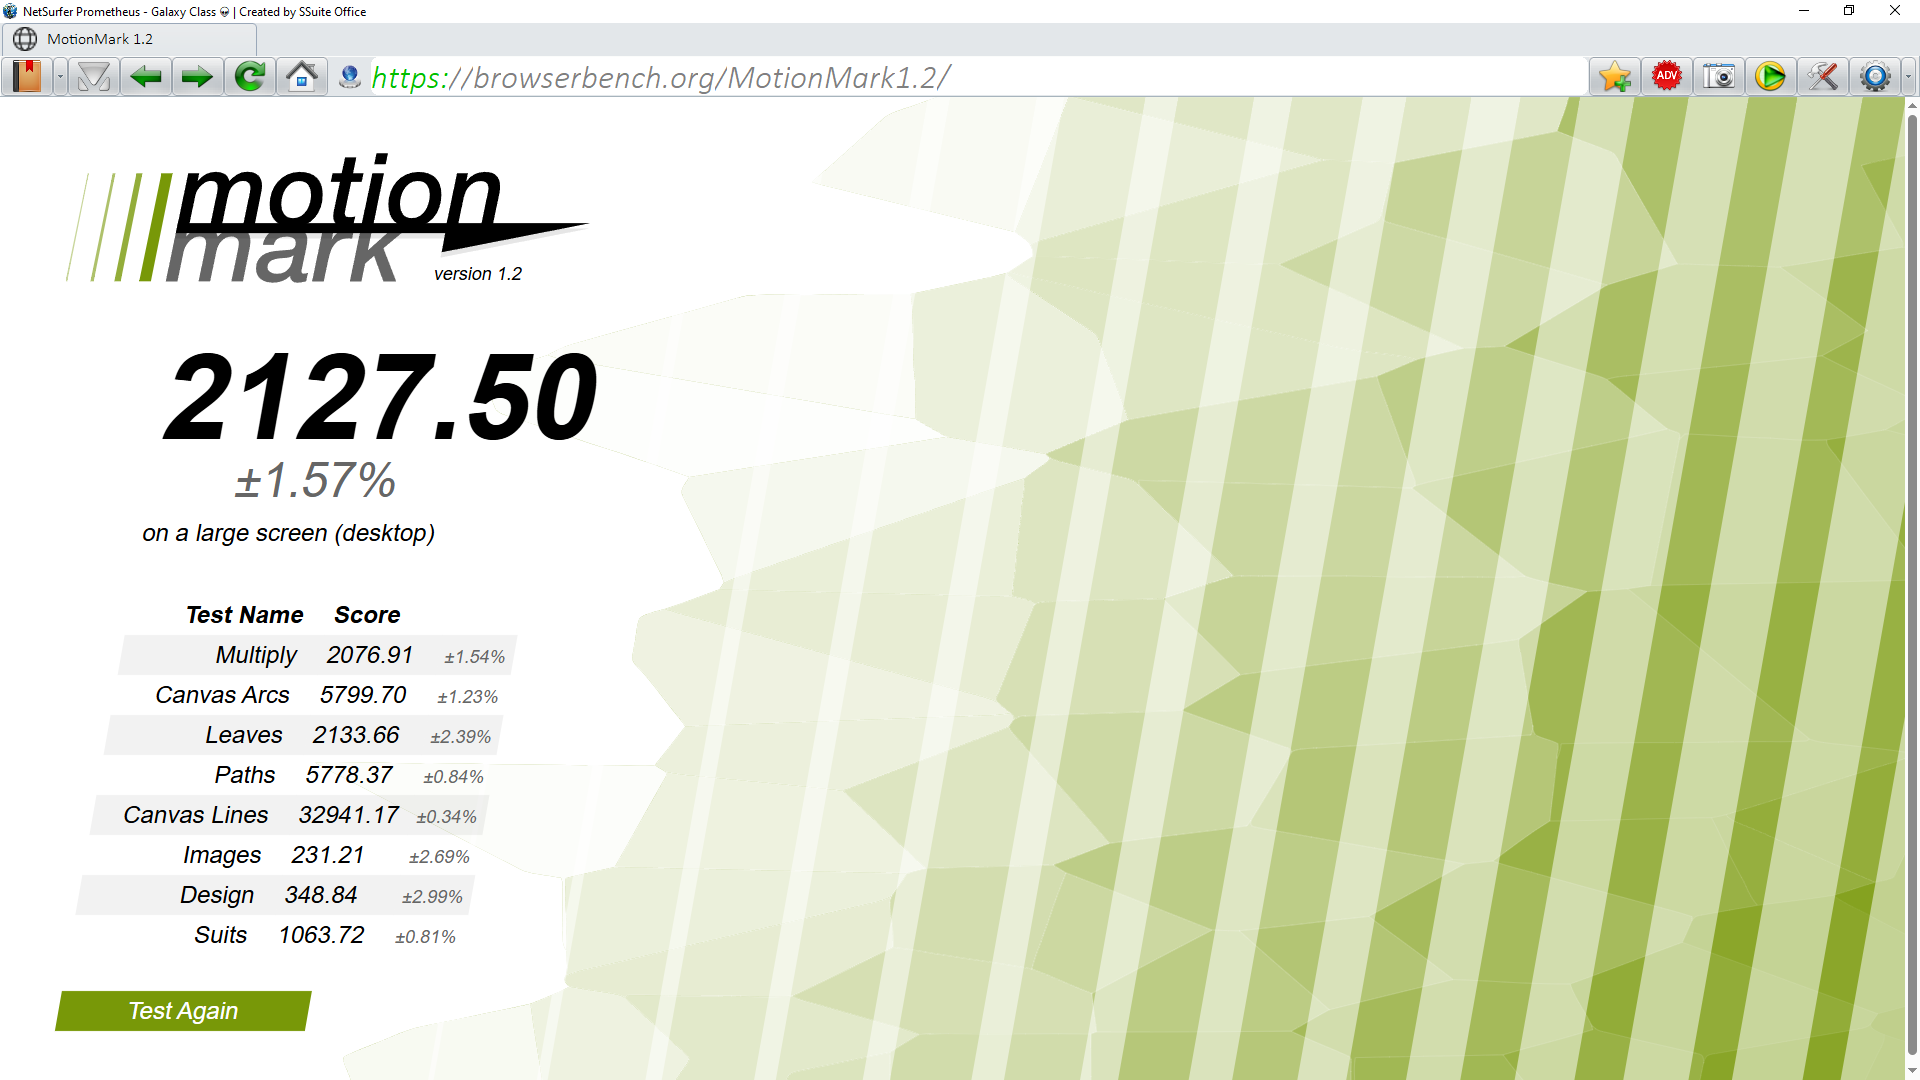 NetSurfer Prometheus - Galaxy Class 💀 | Created by SSuite Office
MotionMark 1.2
https://browserbench.org/MotionMark1.2/
ADV
motion
mark
version 1.2
2127.50
±1.57%
on a large screen (desktop)
Test Name Score
Multiply 2076.91 ±1.54%
Canvas Arcs 5799.70 ±1.23%
Leaves 2133.66 ±2.39%
Paths 5778.37 ±0.84%
Canvas Lines 32941.17 ±0.34%
Images 231.21 ±2.69%
Design 348.84 ±2.99%
Suits 1063.72 ±0.81%
Test Again